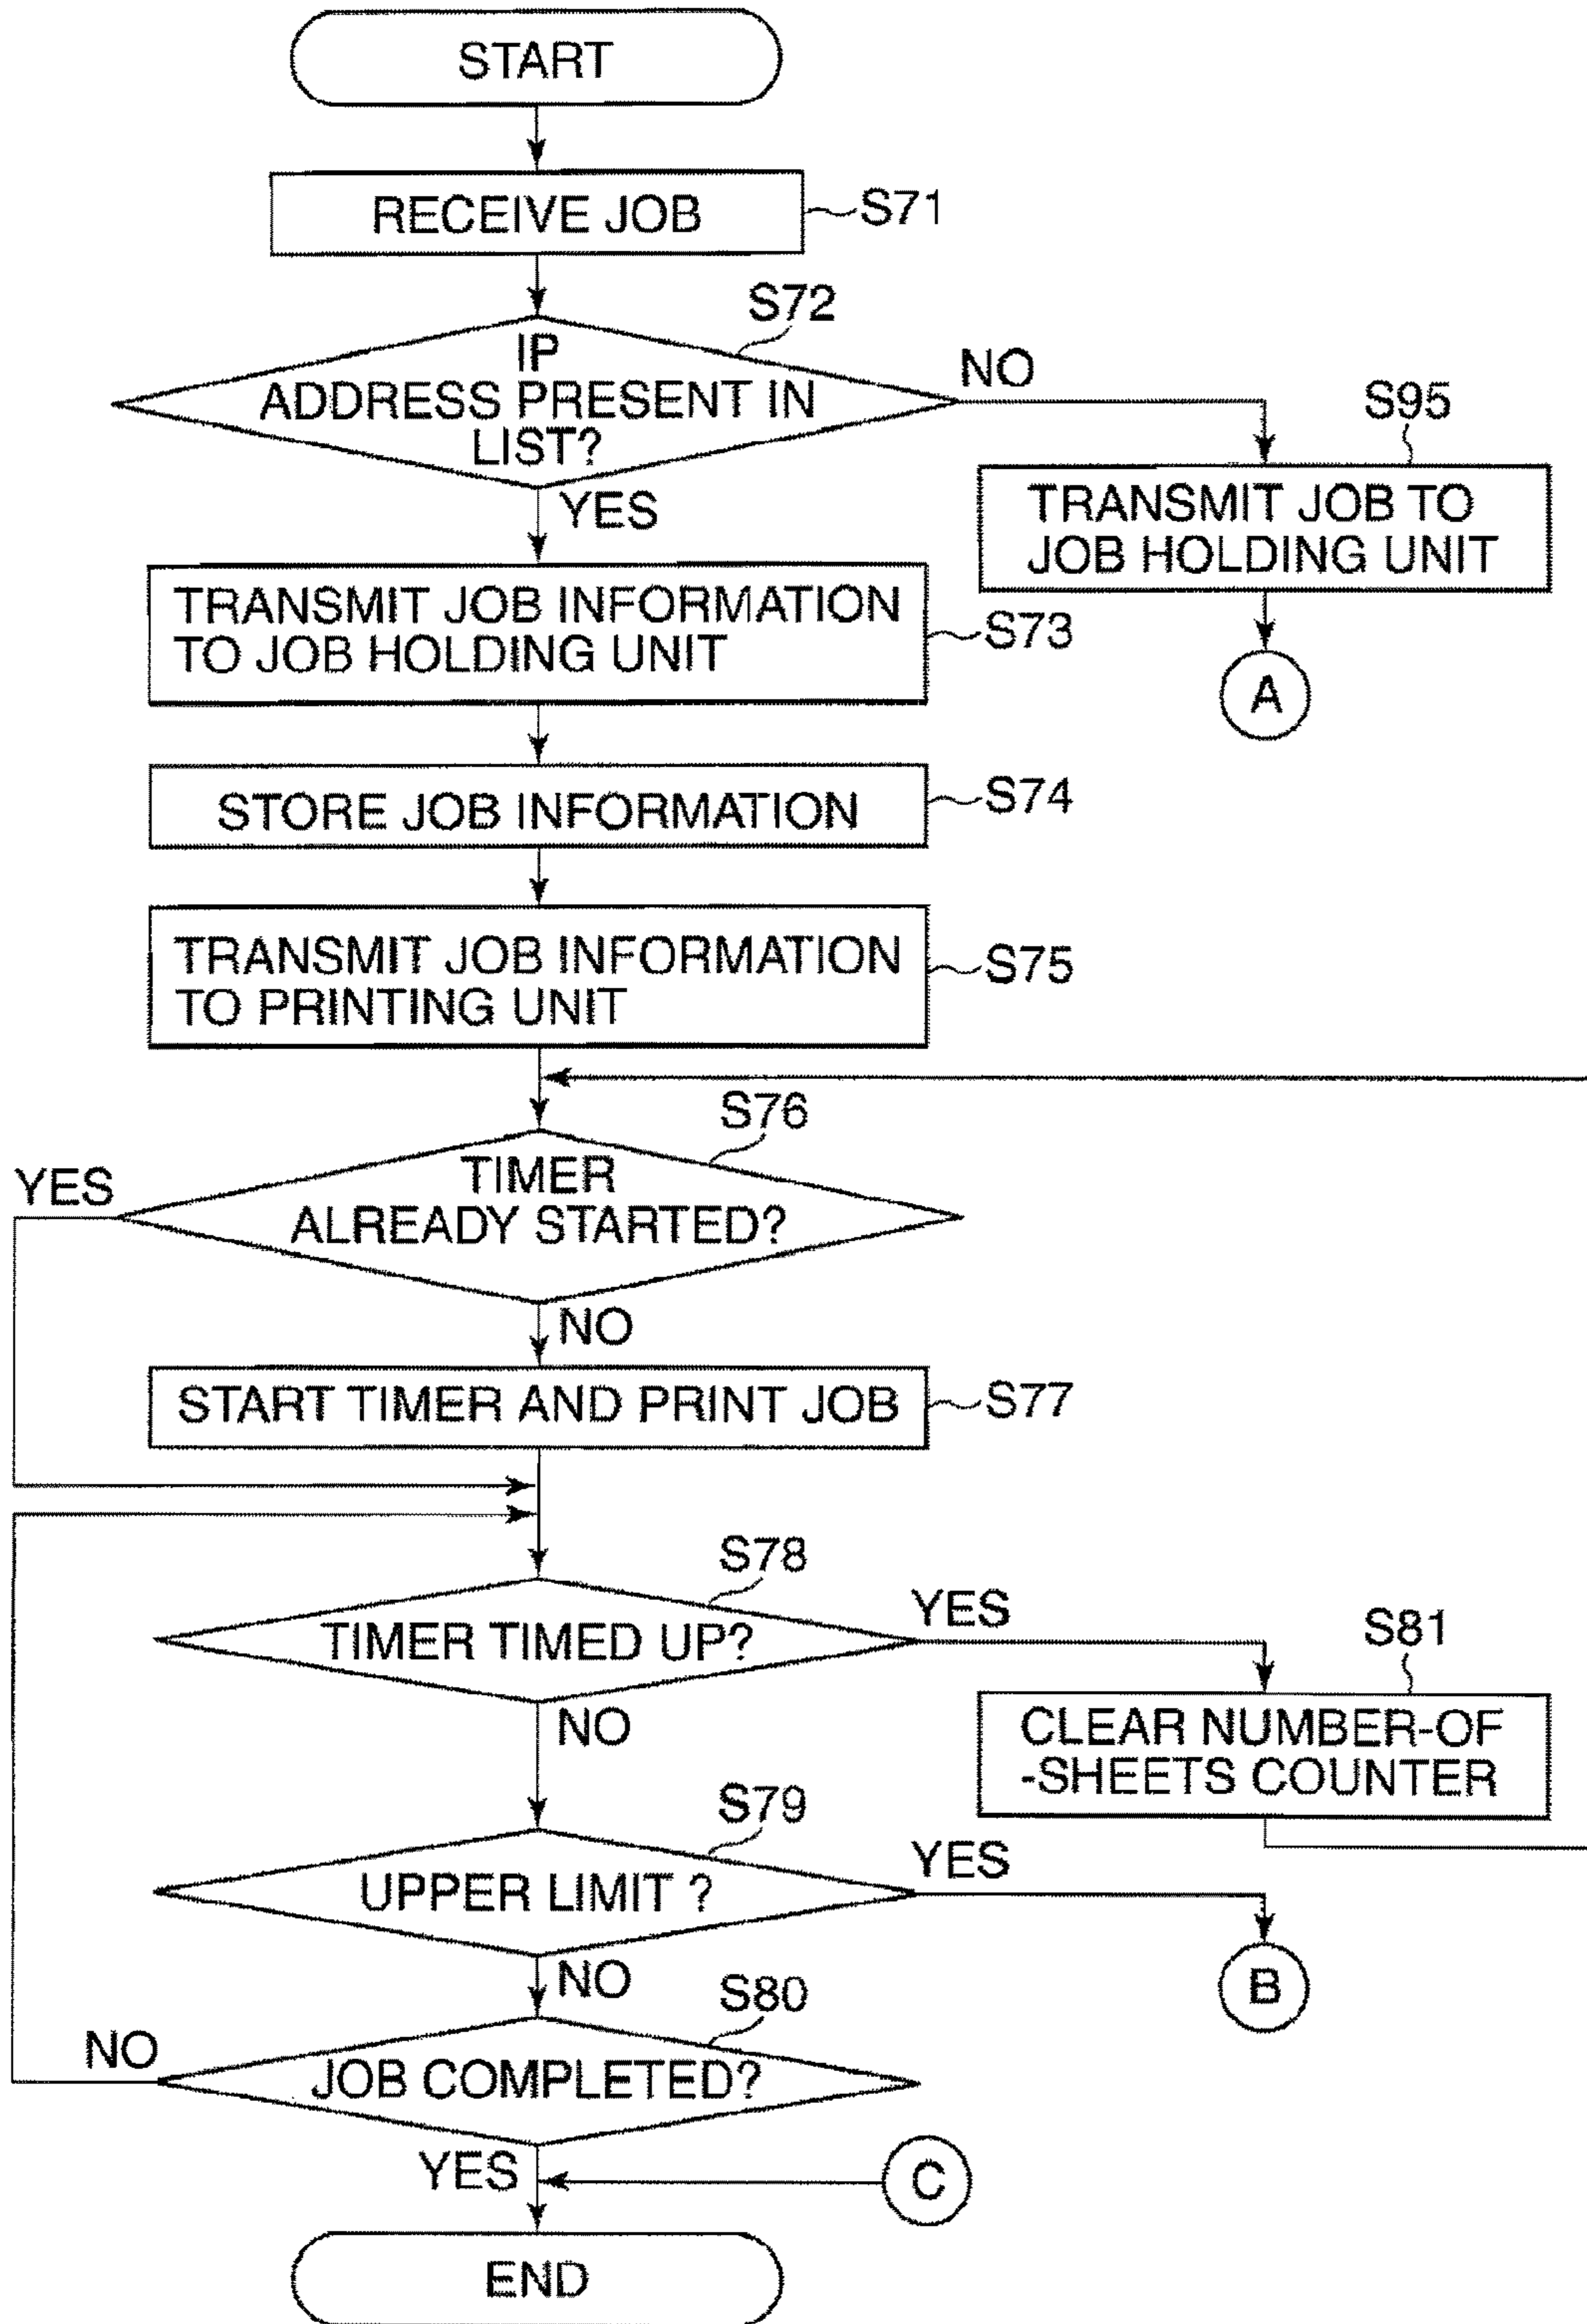 START
RECEIVE JOB
S71
S72
IP
ADDRESS PRESENT IN
LIST?
NO
YES
S95
TRANSMIT JOB TO
JOB HOLDING UNIT
A
TRANSMIT JOB INFORMATION
TO JOB HOLDING UNIT
S73
STORE JOB INFORMATION
S74
TRANSMIT JOB INFORMATION
TO PRINTING UNIT
S75
S76
YES
TIMER
ALREADY STARTED?
NO
START TIMER AND PRINT JOB
S77
S78
TIMER TIMED UP?
YES
NO
S81
CLEAR NUMBER-OF
-SHEETS COUNTER
S79
UPPER LIMIT ?
YES
B
NO
S80
NO
JOB COMPLETED?
YES
C
END